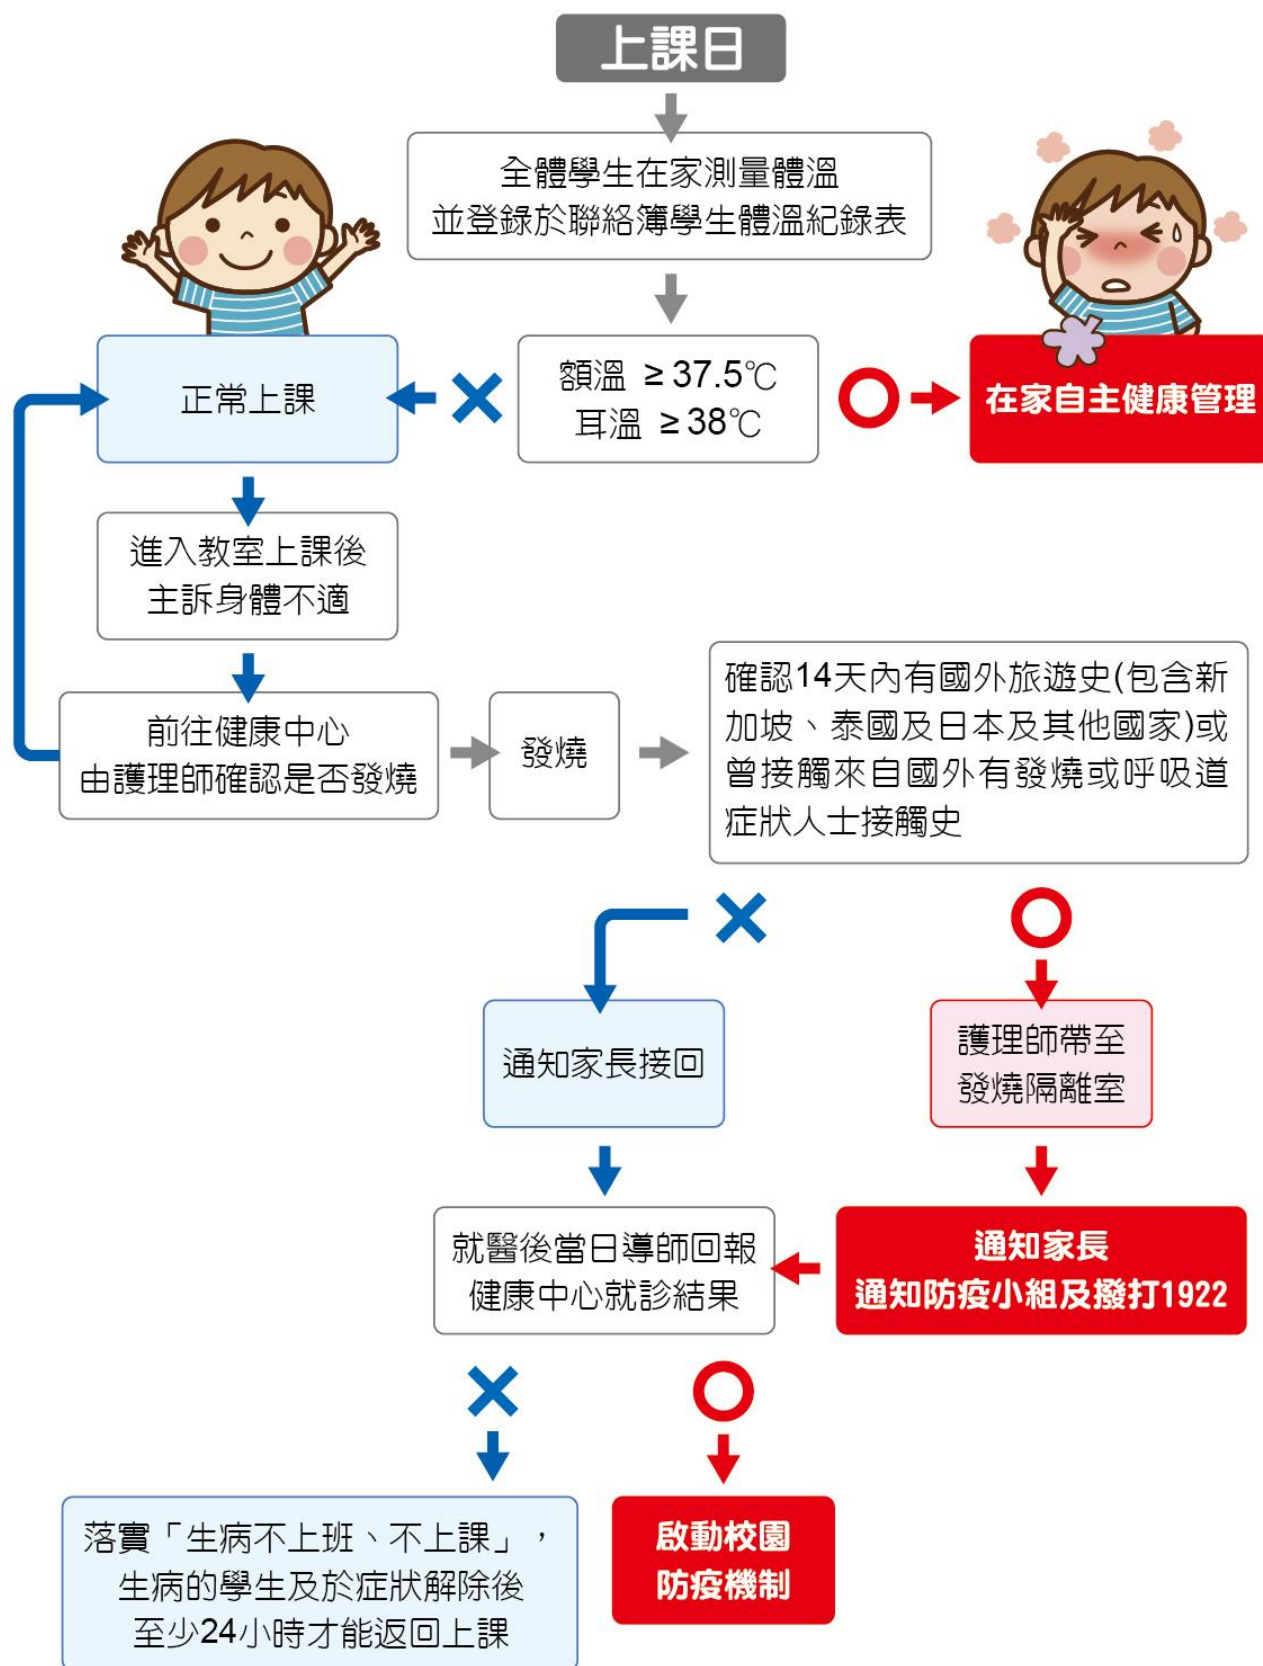 上課日
全體學生在家測量體溫
並登錄於聯絡簿學生體溫紀錄表
正常上課
額溫 ≥37.5℃
耳溫 ≥38℃
在家自主健康管理
進入教室上課後
主訴身體不適
前往健康中心
由護理師確認是否發燒
發燒
確認14天內有國外旅遊史(包含新
加坡、泰國及日本及其他國家)或
曾接觸來自國外有發燒或呼吸道
症狀人士接觸史
通知家長接回
護理師帶至
發燒隔離室
就醫後當日導師回報
健康中心就診結果
通知家長
通知防疫小組及撥打1922
落實「生病不上班、不上課」,
生病的學生及於症狀解除後
至少24小時才能返回上課
啟動校園
防疫機制